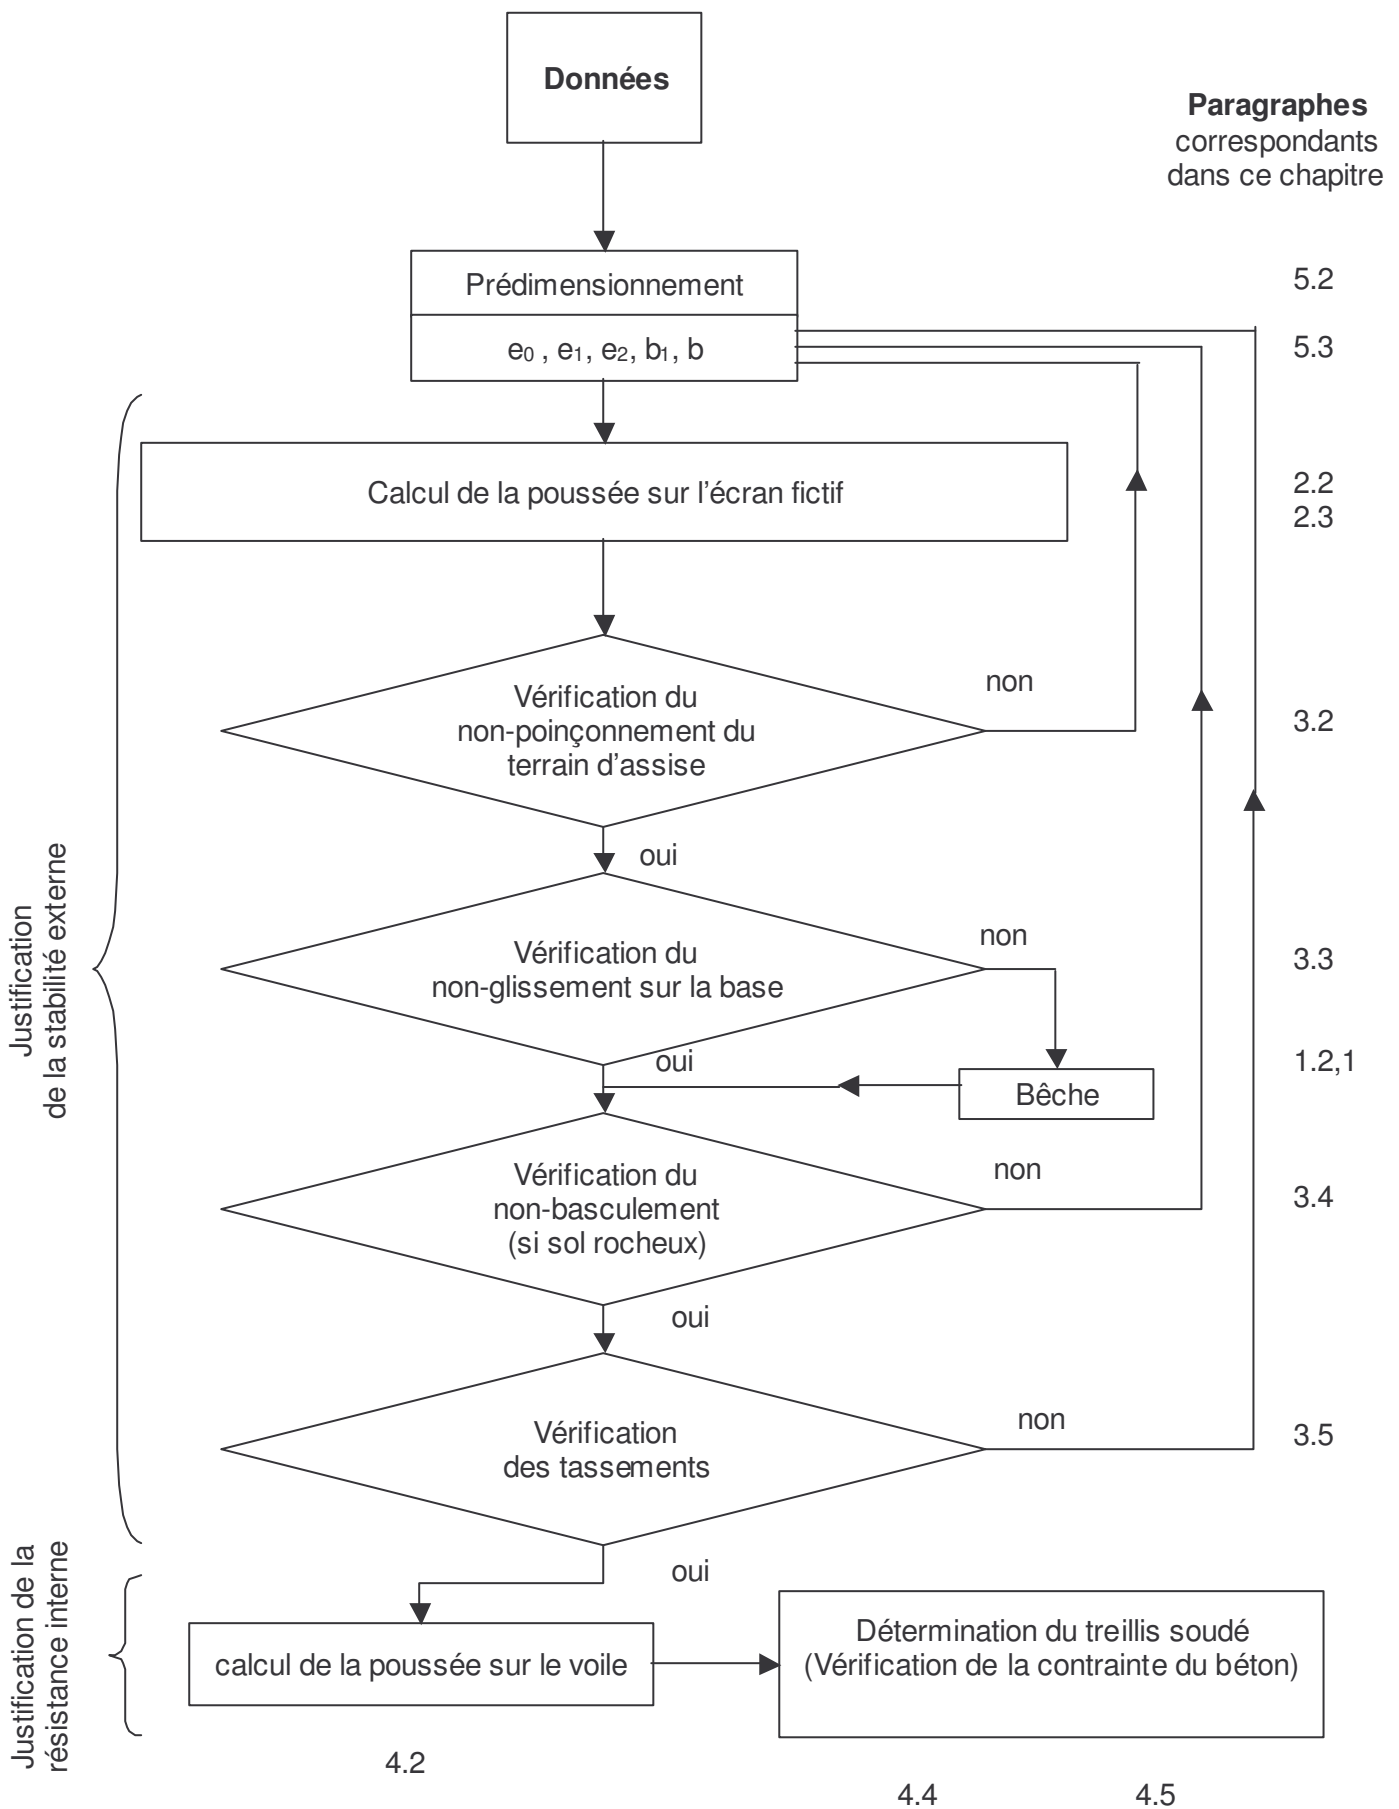 Données
Paragraphes
correspondants
dans ce chapitre
Prédimensionnement
5.2
e0 , e1, e2, b1, b
5.3
Calcul de la poussée sur l'écran fictif
2.2
2.3
non
Vérification du
non-poinçonnement du
terrain d'assise
3.2
oui
Justification
de la stabilité externe
non
Vérification du
non-glissement sur la base
3.3
oui
1.2,1
Bêche
non
Vérification du
non-basculement
(si sol rocheux)
3.4
oui
non
Vérification
des tassements
3.5
oui
Justification de la
résistance interne
calcul de la poussée sur le voile
Détermination du treillis soudé
(Vérification de la contrainte du béton)
4.2
4.4
4.5